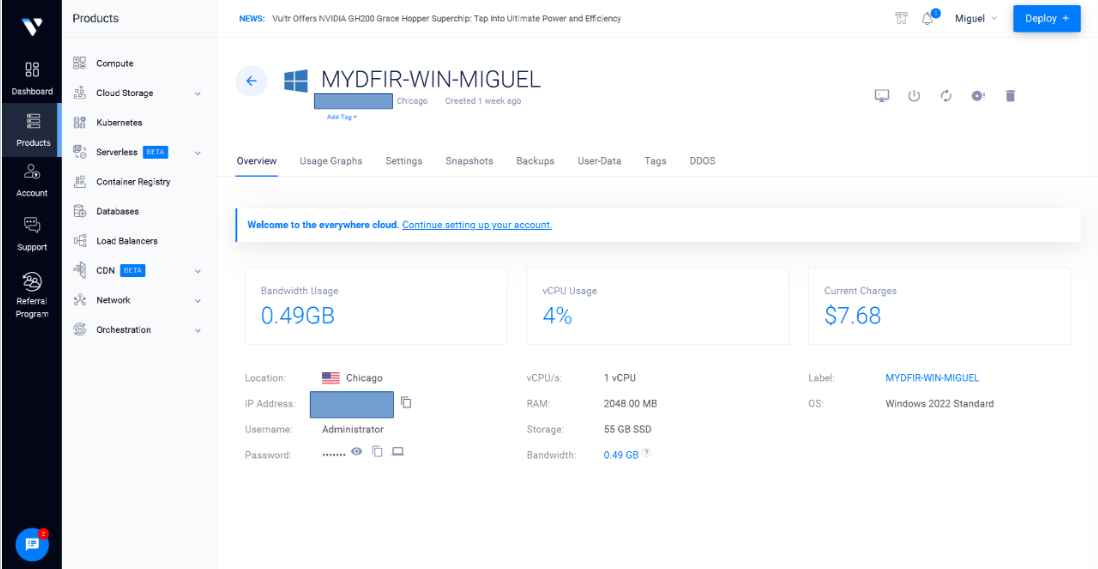 Products
NEWS: Vultr Offers NVIDIA GH200 Grace Hopper Superchip: Tap Into Ultimate Power and Efficiency
1
Miguel
Deploy +
Dashboard
Products
Account
Support
Referral
Program
2
Compute
Cloud Storage
Kubernetes
Serverless BETA
Container Registry
Databases
Load Balancers
CDN BETA
Network
Orchestration
MYDFIR-WIN-MIGUEL
Chicago Created 1 week ago
Add Tag +
Overview Usage Graphs Settings Snapshots Backups User-Data Tags DDOS
Welcome to the everywhere cloud. Continue setting up your account.
Bandwidth Usage
0.49GB
vCPU Usage
4%
Current Charges
$7.68
Location: Chicago
IP Address:
Username: Administrator
Password: .......
vCPU/s: 1 vCPU
RAM: 2048.00 MB
Storage: 55 GB SSD
Bandwidth: 0.49 GB ?
Label: MYDFIR-WIN-MIGUEL
OS: Windows 2022 Standard